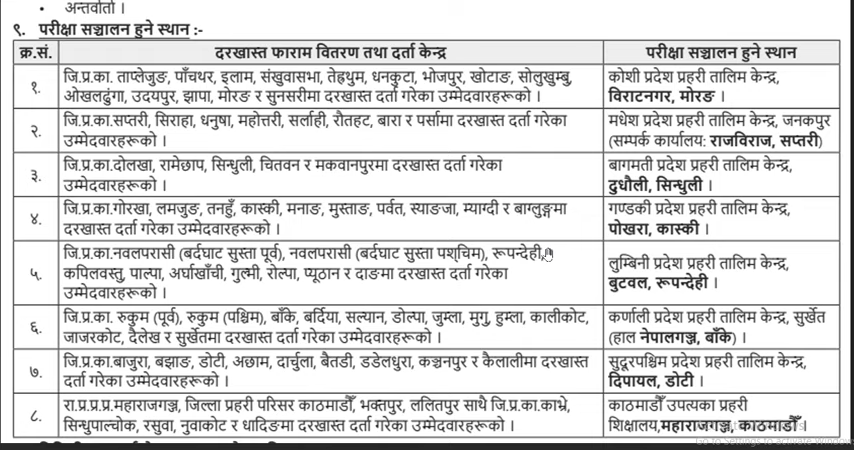 • अन्तर्वार्ता ।
९. परीक्षा सञ्चालन हुने स्थान :-
क्र.सं. दरखास्त फाराम वितरण तथा दर्ता केन्द्र परीक्षा सञ्चालन हुने स्थान
१. जि.प्र.का. ताप्लेजुङ, पाँचथर, इलाम, संखुवासभा, तेह्रथुम, धनकुटा, भोजपुर, खोटाङ, सोलुखुम्बु,
ओखलढुंगा, उदयपुर, झापा, मोरङ र सुनसरीमा दरखास्त दर्ता गरेका उम्मेदवारहरूको ।
कोशी प्रदेश प्रहरी तालिम केन्द्र,
विराटनगर, मोरङ ।
२. जि.प्र.का.सप्तरी, सिराहा, धनुषा, महोत्तरी, सर्लाही, रौतहट, बारा र पर्सामा दरखास्त दर्ता गरेका
उम्मेदवारहरूको ।
मधेश प्रदेश प्रहरी तालिम केन्द्र, जनकपुर
(सम्पर्क कार्यालय: राजविराज, सप्तरी)
३. जि.प्र.का.दोलखा, रामेछाप, सिन्धुली, चितवन र मकवानपुरमा दरखास्त दर्ता गरेका
उम्मेदवारहरूको ।
बागमती प्रदेश प्रहरी तालिम केन्द्र,
दुधौली, सिन्धुली ।
४. जि.प्र.का.गोरखा, लमजुङ, तनहुँ, कास्की, मनाङ, मुस्ताङ, पर्वत, स्याङजा, म्याग्दी र बाग्लुङ्गमा
दरखास्त दर्ता गरेका उम्मेदवारहरूको ।
गण्डकी प्रदेश प्रहरी तालिम केन्द्र,
पोखरा, कास्की ।
५. जि.प्र.का.नवलपरासी (बर्दघाट सुस्ता पूर्व), नवलपरासी (बर्दघाट सुस्ता पश्चिम), रूपन्देही,
कपिलवस्तु, पाल्पा, अर्घाखाँची, गुल्मी, रोल्पा, प्यूठान र दाङमा दरखास्त दर्ता गरेका
उम्मेदवारहरूको ।
लुम्बिनी प्रदेश प्रहरी तालिम केन्द्र,
बुटवल, रूपन्देही ।
६. जि.प्र.का. रुकुम (पूर्व), रुकुम (पश्चिम), बाँके, बर्दिया, सल्यान, डोल्पा, जुम्ला, मुगु, हुम्ला, कालीकोट,
जाजरकोट, दैलेख र सुर्खेतमा दरखास्त दर्ता गरेका उम्मेदवारहरूको ।
कर्णाली प्रदेश प्रहरी तालिम केन्द्र, सुर्खेत
(हाल नेपालगञ्ज, बाँके) ।
७. जि.प्र.का.बाजुरा, बझाङ, डोटी, अछाम, दार्चुला, बैतडी, डडेलधुरा, कञ्चनपुर र कैलालीमा दरखास्त
दर्ता गरेका उम्मेदवारहरूको ।
सुदूरपश्चिम प्रदेश प्रहरी तालिम केन्द्र,
दिपायल, डोटी ।
८. रा.प्र.प्र.प्र.महाराजगञ्ज, जिल्ला प्रहरी परिसर काठमाडौँ, भक्तपुर, ललितपुर साथै जि.प्र.का.काभ्रे,
सिन्धुपाल्चोक, रसुवा, नुवाकोट र धादिङमा दरखास्त दर्ता गरेका उम्मेदवारहरूको ।
काठमाडौँ उपत्यका प्रहरी
शिक्षालय,महाराजगञ्ज, काठमाडौँ ।
Go to Settings to activate Windows